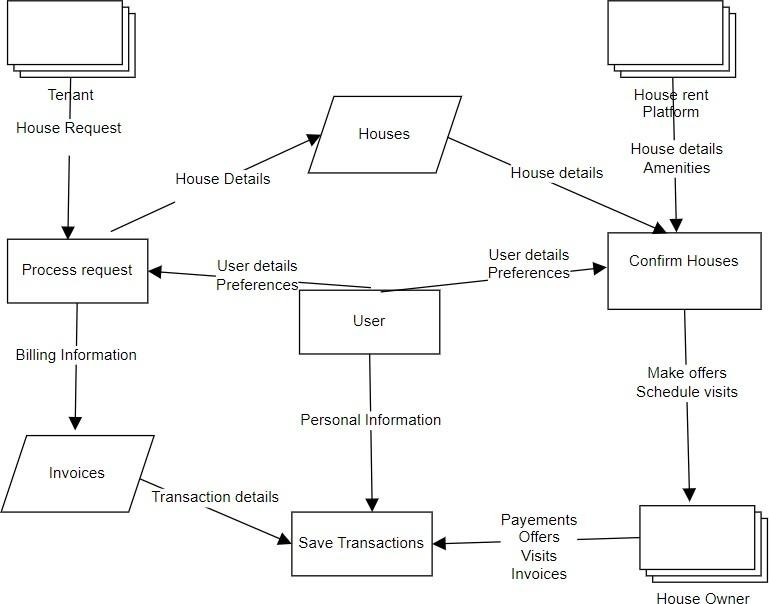 Tenant
House Request
House rent
Platform
House details
Amenities
Houses
House Details
House details
Process request
User details
Preferences
User details
Preferences
Confirm Houses
User
Billing Information
Personal Information
Make offers
Schedule visits
Invoices
Transaction details
Save Transactions
Payements
Offers
Visits
Invoices
House Owner